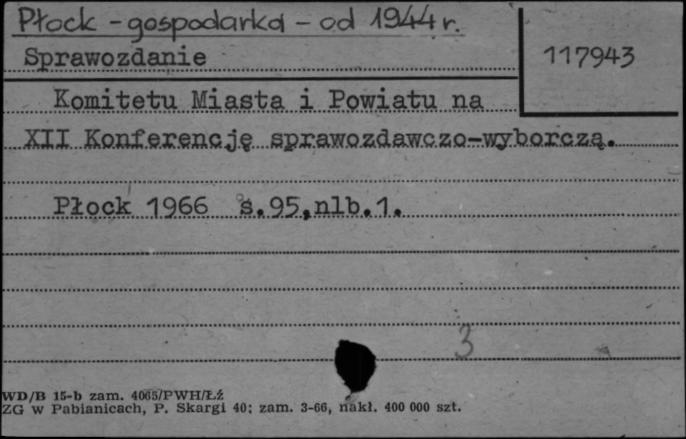 Płock - gospodarka - od 1944 r.
Sprawozdanie
117943
Komitetu Miasta i Powiatu na
XII Konferencję sprawozdawczo-wyborczą.
Płock 1966 s.95,nlb.1.
3
WD/B 15-b zam. 4065/PWH/Łź
ZG w Pabianicach, P. Skargi 40; zam. 3-66, nakł. 400 000 szt.